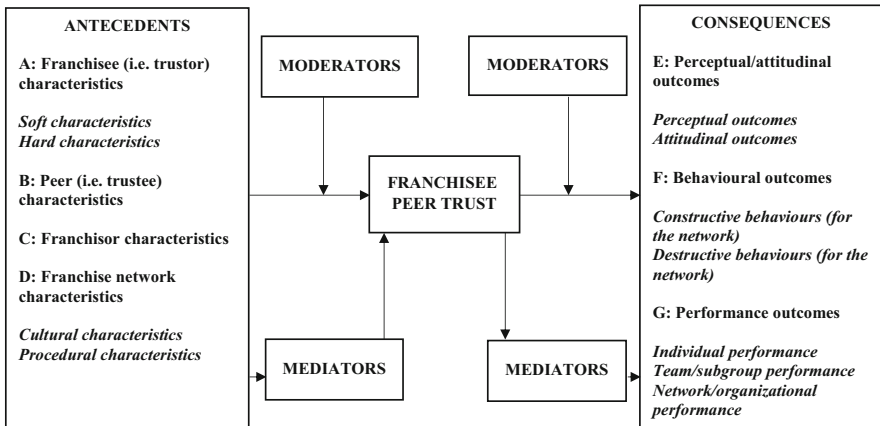 ANTECEDENTS
A: Franchisee (i.e. trustor)
characteristics
Soft characteristics
Hard characteristics
B: Peer (i.e. trustee)
characteristics
C: Franchisor characteristics
D: Franchise network
characteristics
Cultural characteristics
Procedural characteristics
MODERATORS
MEDIATORS
FRANCHISEE
PEER TRUST
MODERATORS
MEDIATORS
CONSEQUENCES
E: Perceptual/attitudinal
outcomes
Perceptual outcomes
Attitudinal outcomes
F: Behavioural outcomes
Constructive behaviours (for
the network)
Destructive behaviours (for the
network)
G: Performance outcomes
Individual performance
Team/subgroup performance
Network/organizational
performance